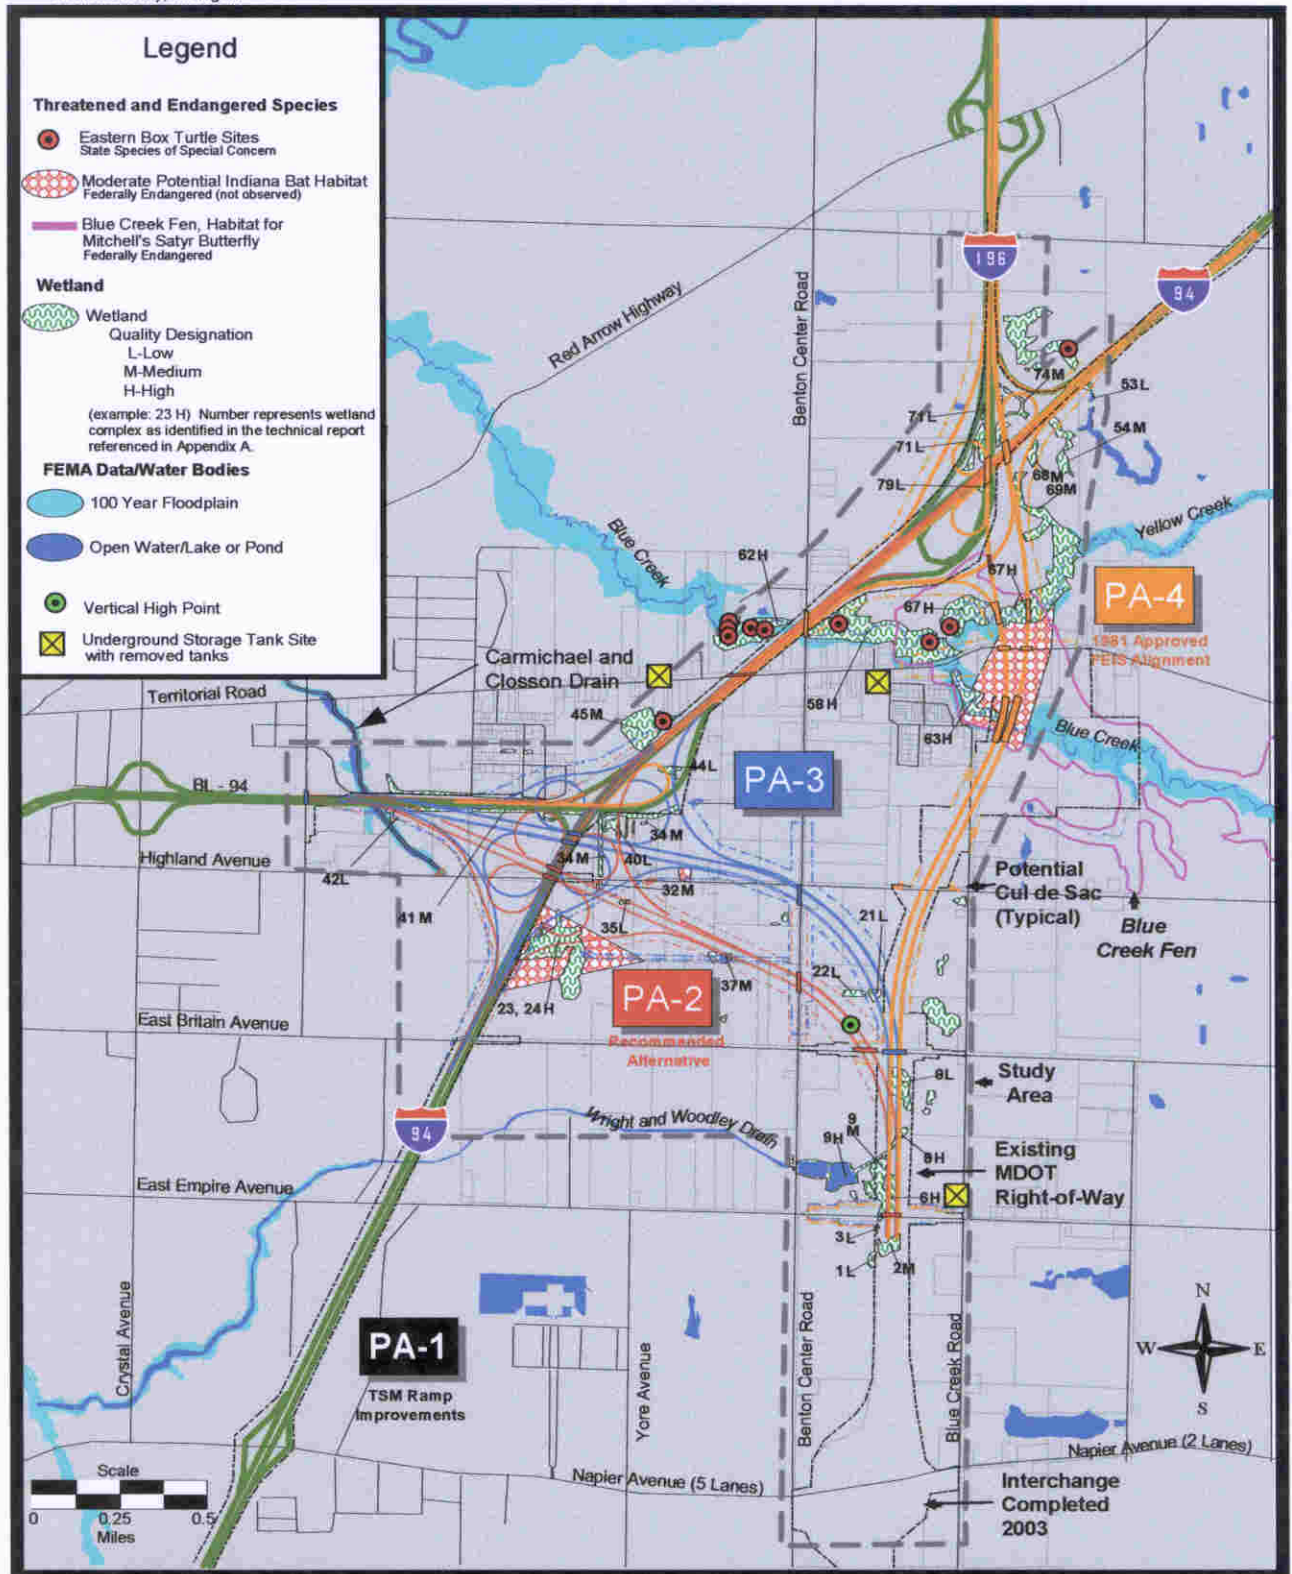 Legend
Threatened and Endangered Species
Eastern Box Turtle Sites
State Species of Special Concern
Moderate Potential Indiana Bat Habitat
Federally Endangered (not observed)
Blue Creek Fen, Habitat for
Mitchell's Satyr Butterfly
Federally Endangered
Wetland
Wetland
Quality Designation
L-Low
M-Medium
H-High
(example: 23 H) Number represents wetland
complex as identified in the technical report
referenced in Appendix A.
FEMA Data/Water Bodies
100 Year Floodplain
Open Water/Lake or Pond
Vertical High Point
Underground Storage Tank Site
with removed tanks
196
94
Red Arrow Highway
Benton Center Road
74M
53L
71L
54M
71L
68M
79L
69M
Yellow Creek
Blue Creek
62H
67H
67H
PA-4
1981 Approved
FEIS Alignment
Carmichael and
Closson Drain
Territorial Road
45M
58H
63H
Blue Creek
44L
PA-3
BL - 94
34M
Highland Avenue
34M
40L
42L
32M
Potential
Cul de Sac
(Typical)
41M
35L
21L
Blue
Creek Fen
22L
37M
PA-2
23, 24H
Recommended
Alternative
East Britain Avenue
8L
Study
Area
94
Wright and Woodley Drain
9
M
9H
8H
Existing
MDOT
Right-of-Way
East Empire Avenue
6H
3L
1L
2M
Crystal Avenue
N
W
E
S
PA-1
TSM Ramp
Improvements
Yore Avenue
Benton Center Road
Blue Creek Road
Napier Avenue (2 Lanes)
Napier Avenue (5 Lanes)
Interchange
Completed
2003
Scale
0 0.25 0.5
Miles